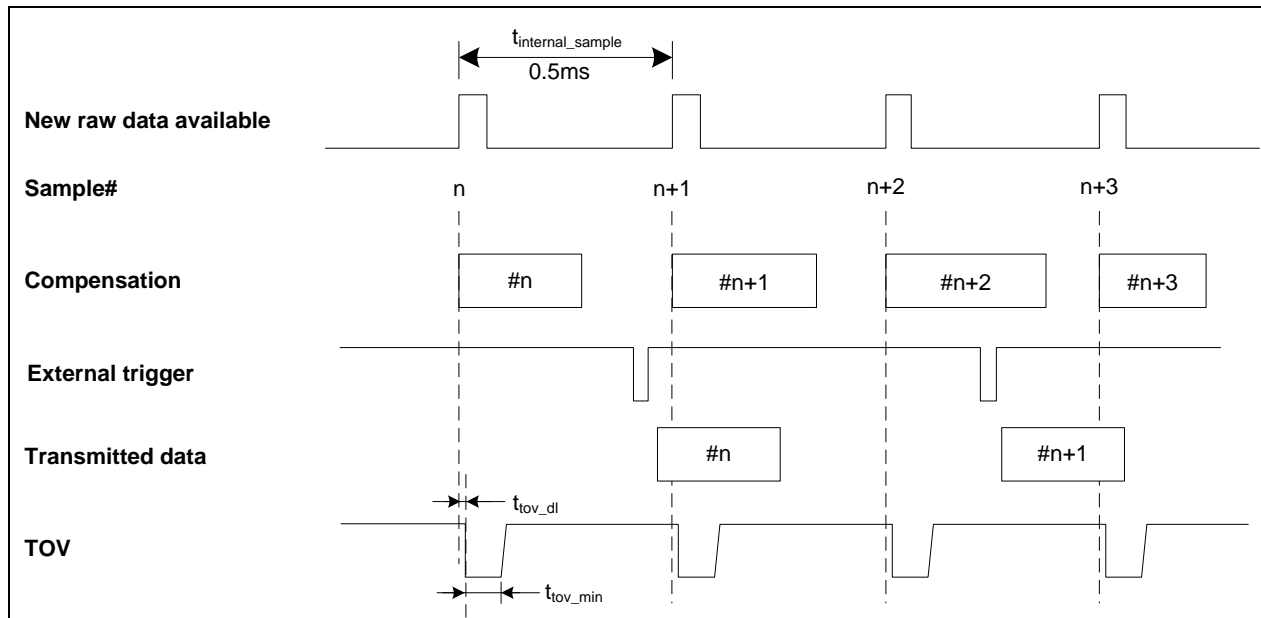 t_internal_sample
0.5ms
New raw data available
Sample# n n+1 n+2 n+3
Compensation #n #n+1 #n+2 #n+3
External trigger
Transmitted data #n #n+1
t_tov_dl
TOV
t_tov_min